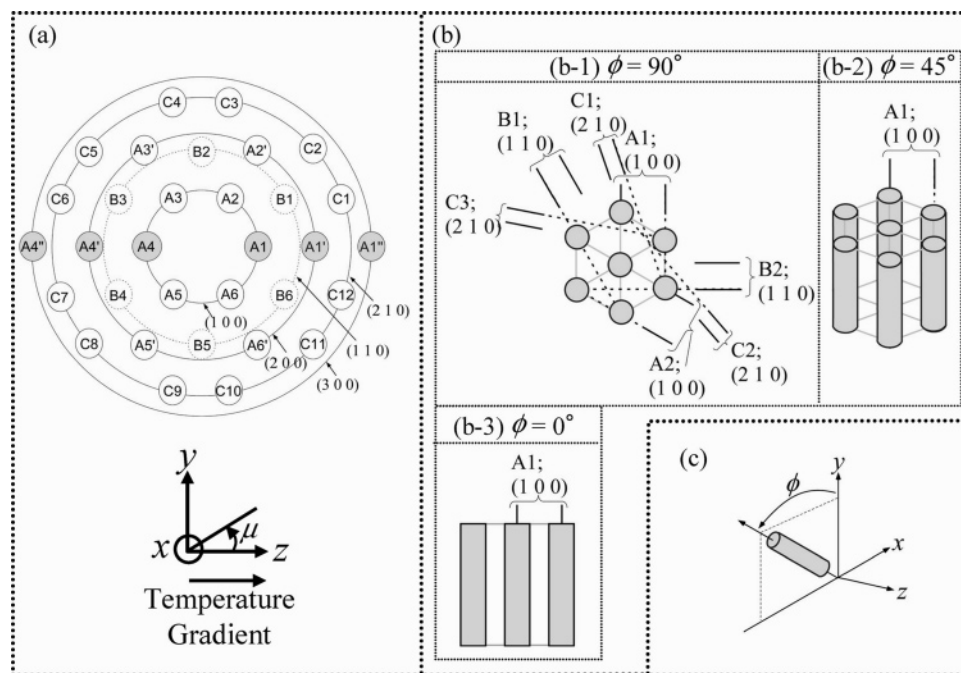 (a)
C4 C3
C5 A3' B2 A2' C2
C6 B3 A3 A2 B1 C1
A4" A4' A4 A1 A1' A1"
C7 B4 A5 A6 B6 C12
(1 0 0)
(2 1 0)
C8 A5' B5 A6' C11
(2 0 0)
(1 1 0)
(3 0 0)
C9 C10
y
μ
x
z
Temperature
Gradient
(b)
(b-1) ϕ = 90°
C1;
(2 1 0)
B1;
(1 1 0)
A1;
(1 0 0)
C3;
(2 1 0)
B2;
(1 1 0)
A2;
(1 0 0)
C2;
(2 1 0)
(b-2) ϕ = 45°
A1;
(1 0 0)
(b-3) ϕ = 0°
A1;
(1 0 0)
(c)
y
ϕ
x
z